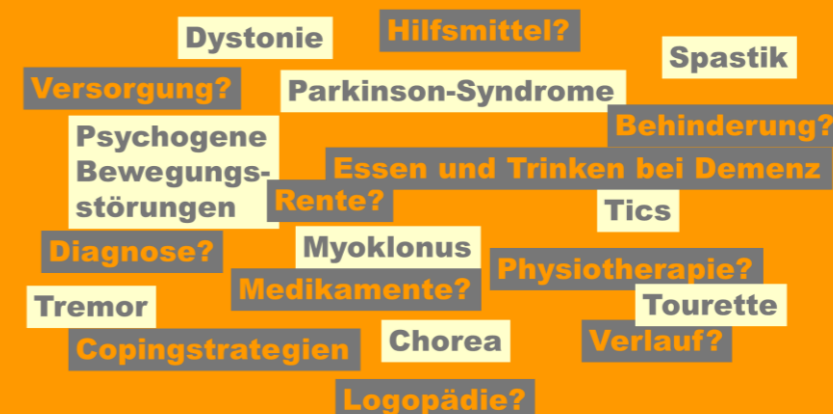 Hilfsmittel?
Dystonie
Spastik
Versorgung?
Parkinson-Syndrome
Behinderung?
Psychogene
Bewegungs-
störungen
Essen und Trinken bei Demenz
Rente?
Tics
Diagnose?
Myoklonus
Physiotherapie?
Medikamente?
Tremor
Tourette
Copingstrategien
Chorea
Verlauf?
Logopädie?